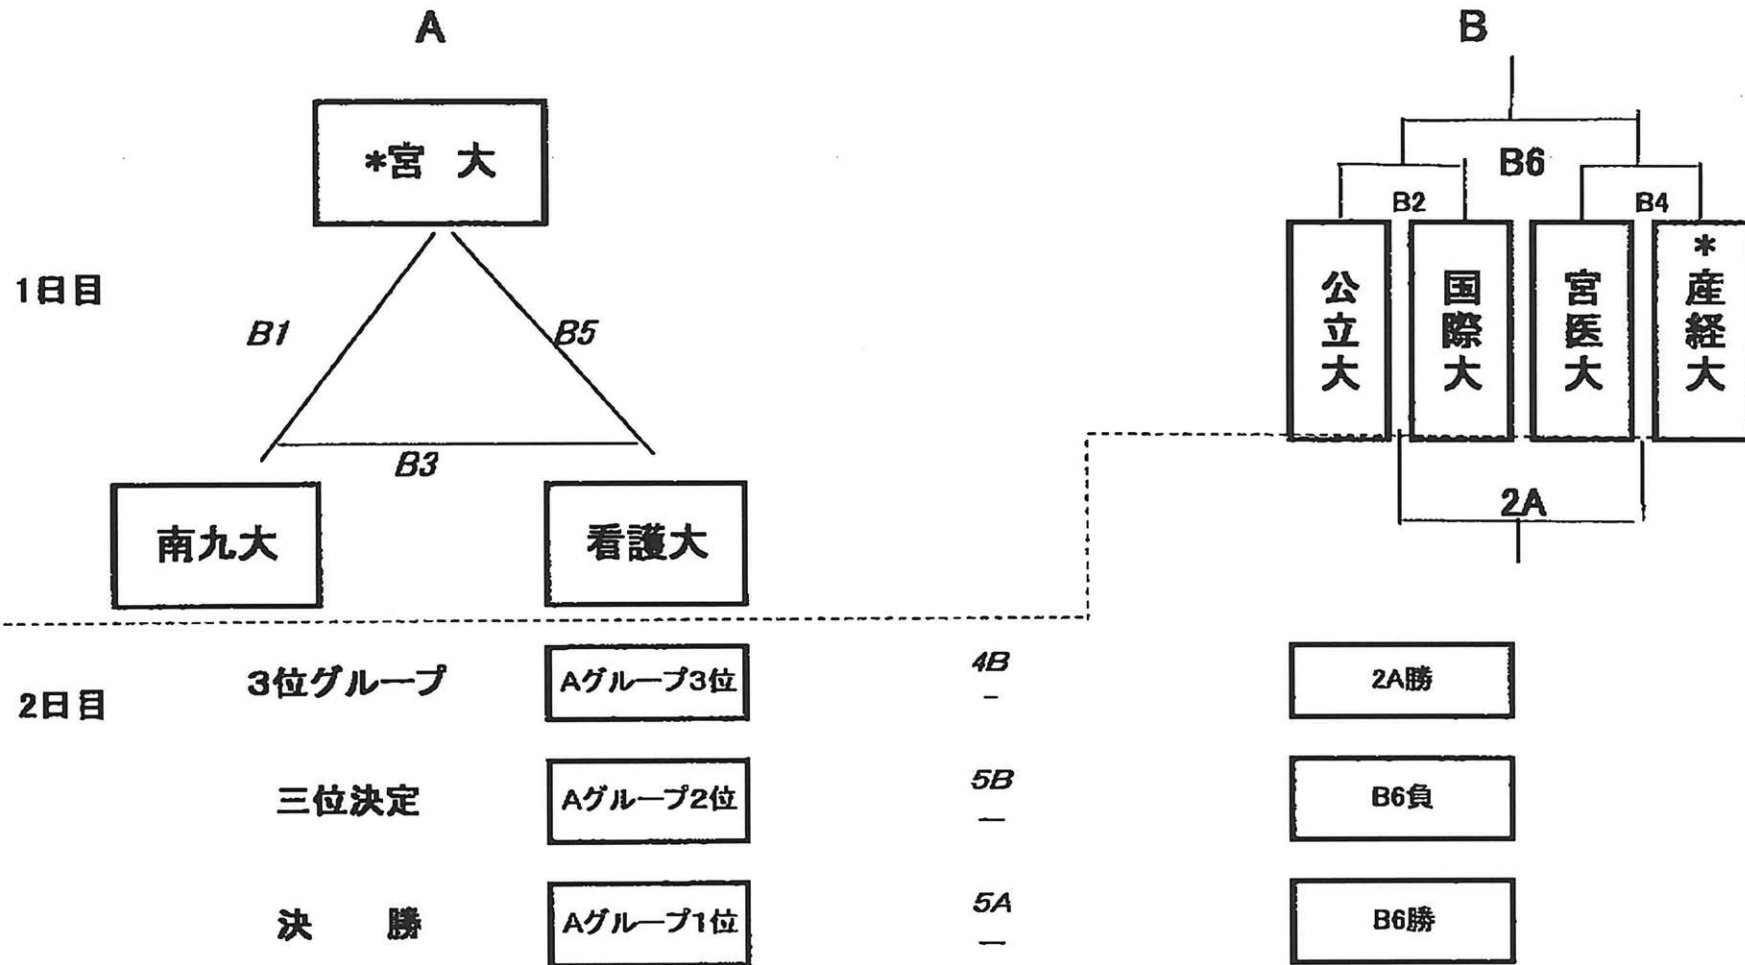 A
B
*宮 大
B6
B2
B4
公立大
国際大
宮医大
*産経大
1日目
B1
B5
B3
2A
南九大
看護大
2日目
3位グループ
Aグループ3位
4B
-
2A勝
三位決定
Aグループ2位
5B
—
B6負
決 勝
Aグループ1位
5A
—
B6勝